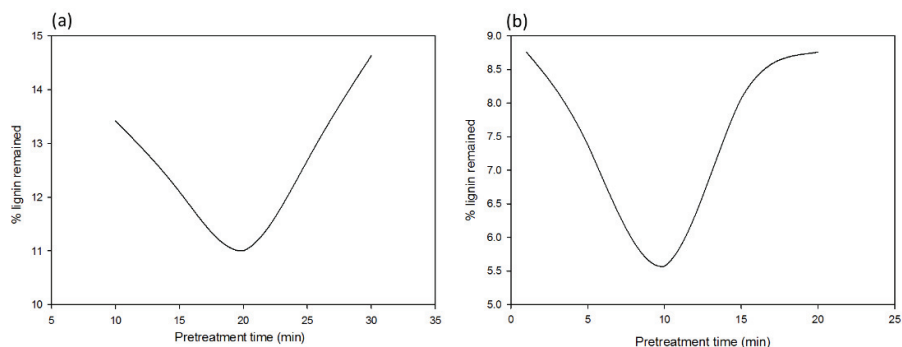 (a)
15
14
13
12
11
10
% lignin remained
5 10 15 20 25 30 35
Pretreatment time (min)
(b)
9.0
8.5
8.0
7.5
7.0
6.5
6.0
5.5
5.0
% lignin remained
0 5 10 15 20 25
Pretreatment time (min)